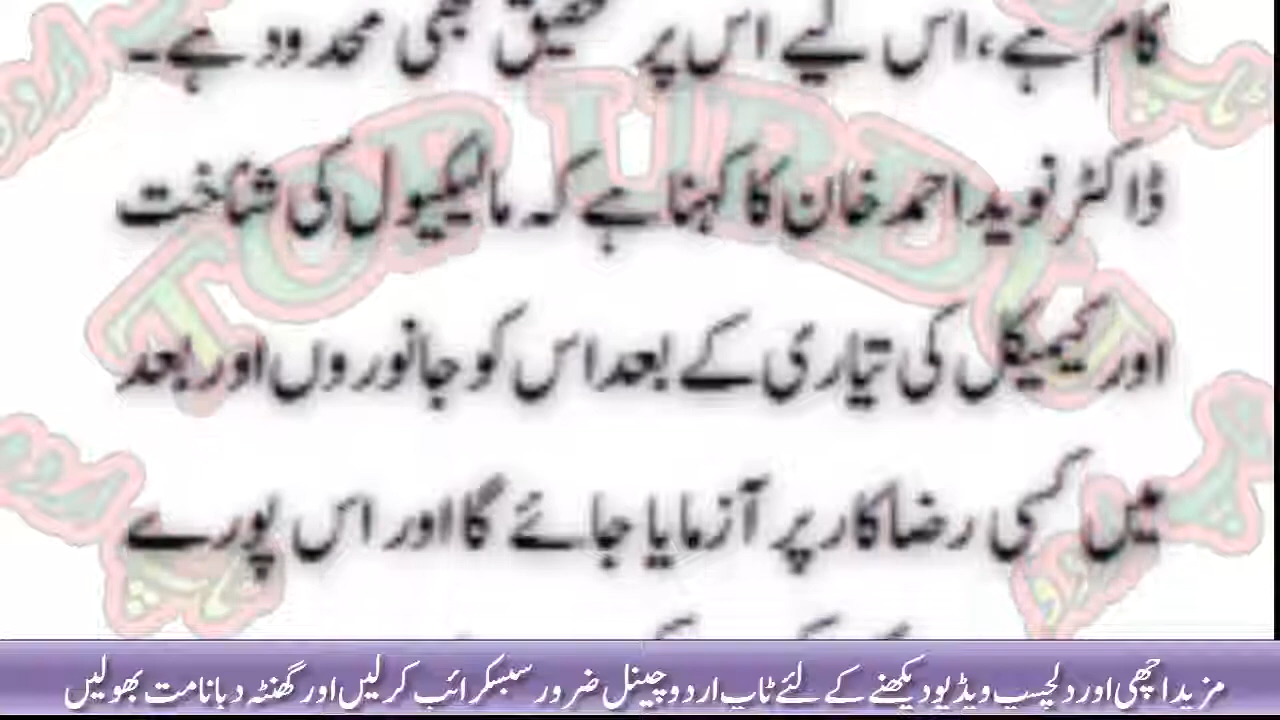 کام ہے، اس لیے اس پر تحقیق بھی محدود ہے۔
ڈاکٹر نوید احمد خان کا کہنا ہے کہ مالیکیول کی شناخت
اور کیمیکل کی تیاری کے بعد اس کو جانوروں اور بعد
میں کسی رضاکار پر آزمایا جائے گا اور اس پورے
مزید اچھی اور دلچسپ ویڈیو دیکھنے کے لئے ٹاپ اردو چینل ضرور سبسکرائب کرلیں اور گھنٹہ دبانا مت بھولیں